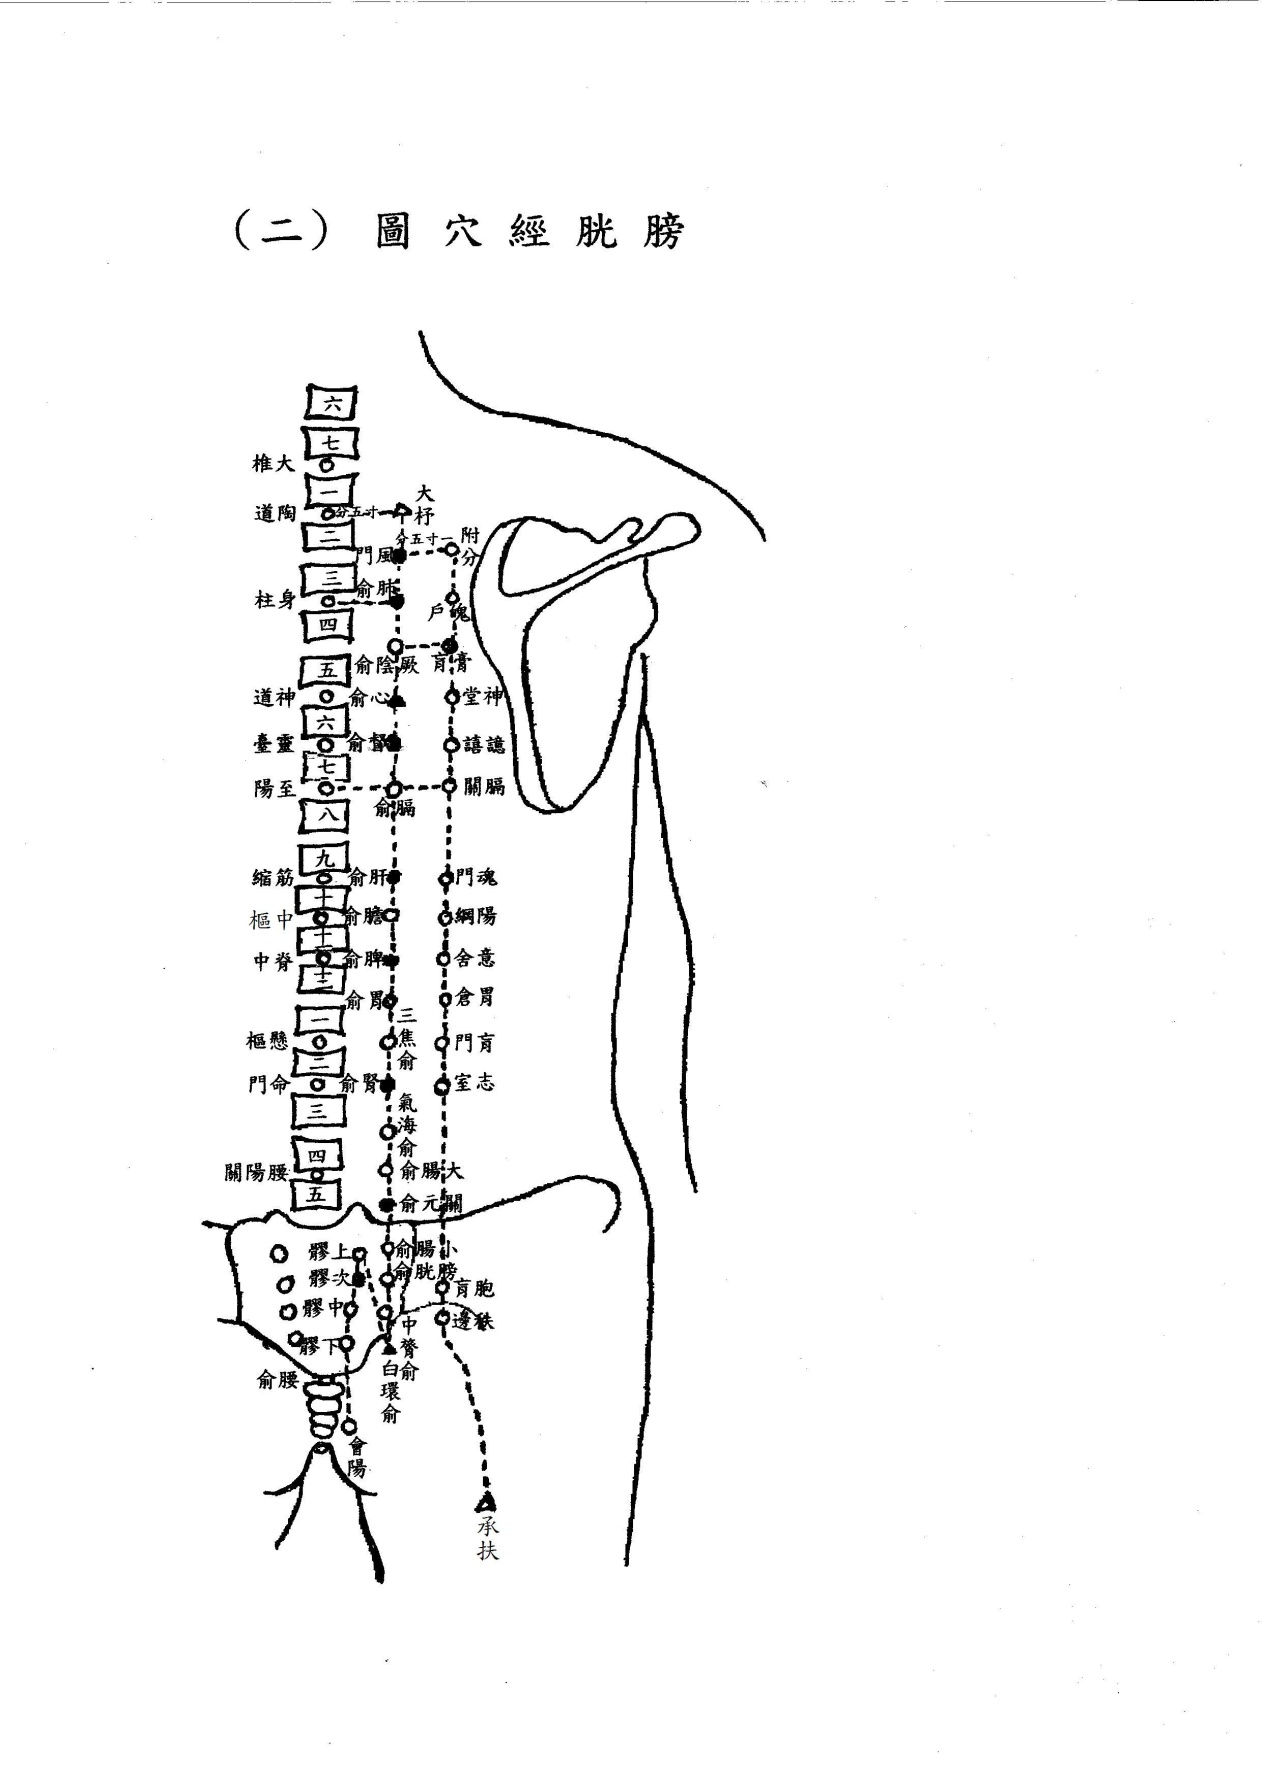 膀胱經穴圖（二）
六
七
大椎
一
陶道
寸五分
大杼
二
風門
一寸五分
附分
三
肺俞
身柱
魄戶
四
厥陰俞
膏肓
五
神道
心俞
神堂
六
靈臺
督俞
譩譆
七
至陽
膈俞
膈關
八
九
筋縮
肝俞
魂門
十
中樞
膽俞
陽綱
十一
脊中
脾俞
意舍
十二
胃俞
胃倉
一
三焦俞
懸樞
肓門
二
命門
腎俞
志室
三
氣海俞
四
腰陽關
大腸俞
五
關元俞
上髎
小腸俞
次髎
膀胱俞
胞肓
中髎
中膂俞
秩邊
下髎
白環俞
腰俞
會陽
承扶